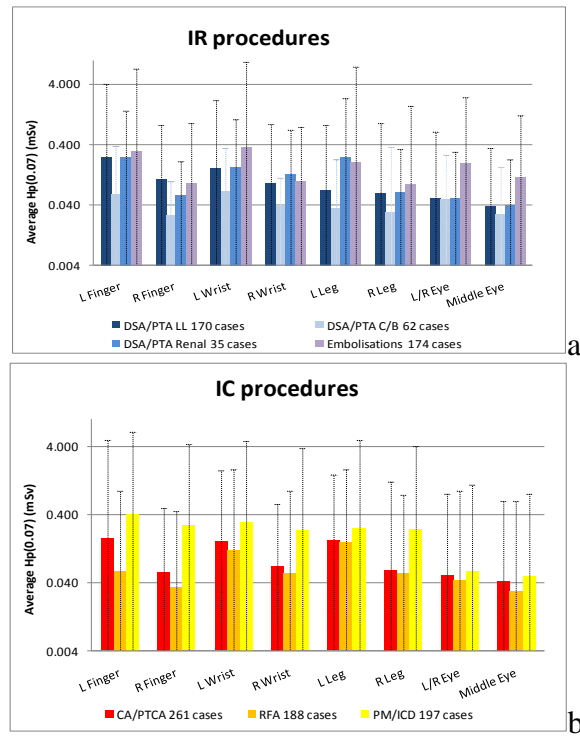 IR procedures
Average Hp(0.07) (mSv)
4.000
0.400
0.040
0.004
L Finger
R Finger
L Wrist
R Wrist
L Leg
R Leg
L/R Eye
Middle Eye
DSA/PTA LL 170 cases
DSA/PTA C/B 62 cases
DSA/PTA Renal 35 cases
Embolisations 174 cases
a
IC procedures
Average Hp(0.07) (mSv)
4.000
0.400
0.040
0.004
L Finger
R Finger
L Wrist
R Wrist
L Leg
R Leg
L/R Eye
Middle Eye
CA/PTCA 261 cases
RFA 188 cases
PM/ICD 197 cases
b